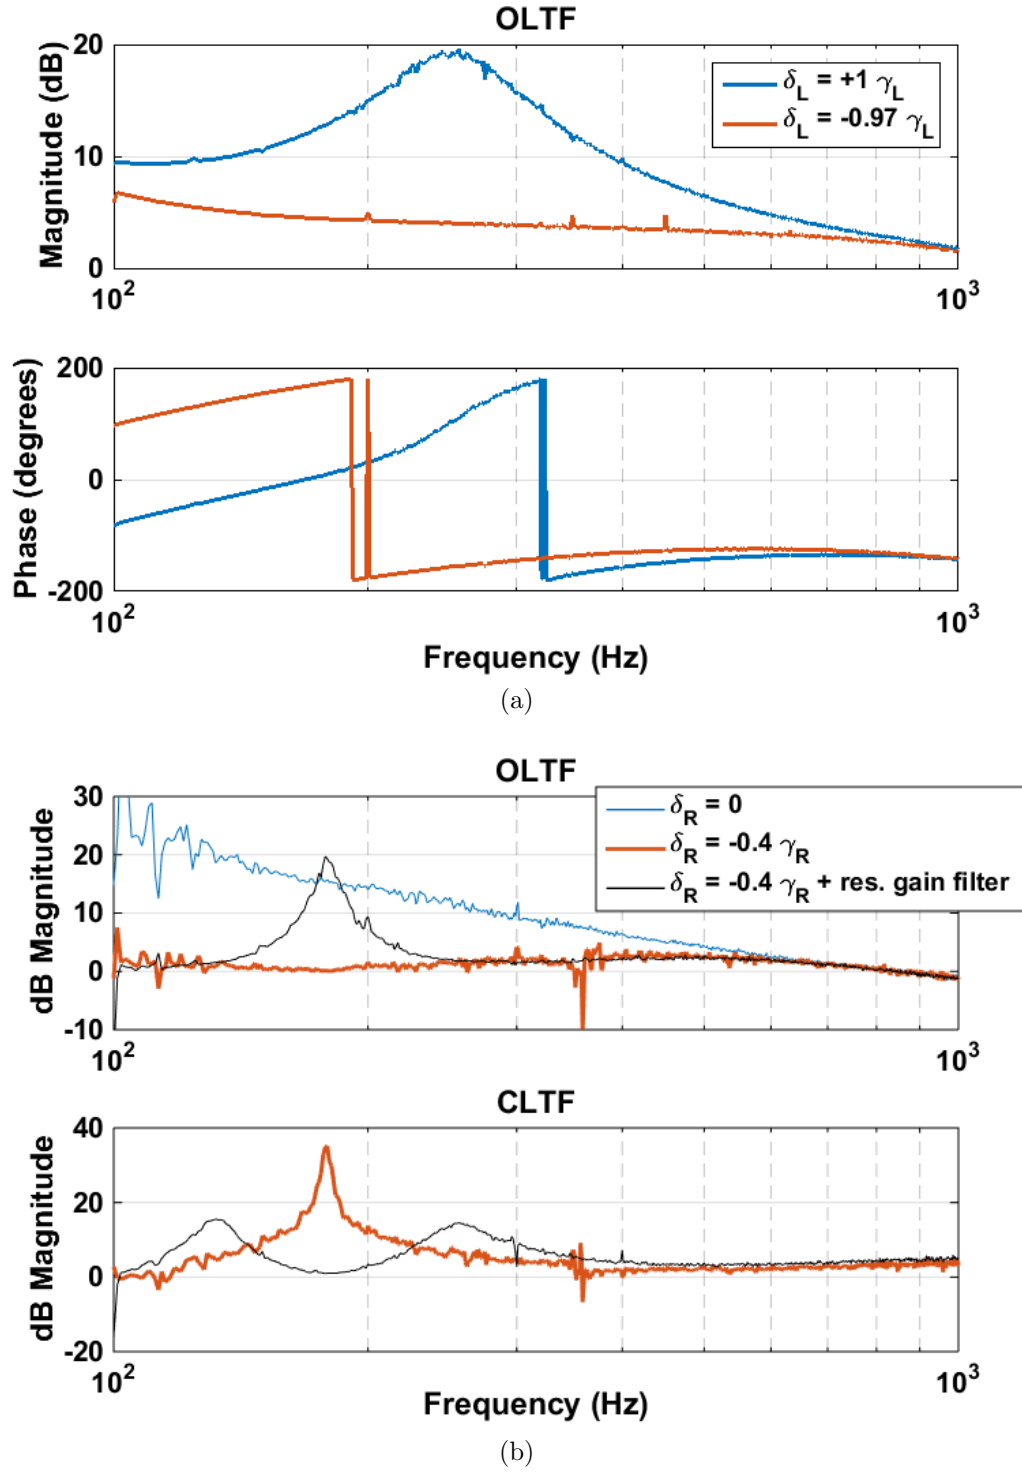 OLTF
Magnitude (dB)
20
10
0
δL = +1 γL
δL = -0.97 γL
10² 10³
Phase (degrees)
200
0
-200
10² 10³
Frequency (Hz)
(a)
OLTF
dB Magnitude
30
20
10
0
-10
δR = 0
δR = -0.4 γR
δR = -0.4 γR + res. gain filter
10² 10³
CLTF
dB Magnitude
40
20
0
-20
10² 10³
Frequency (Hz)
(b)